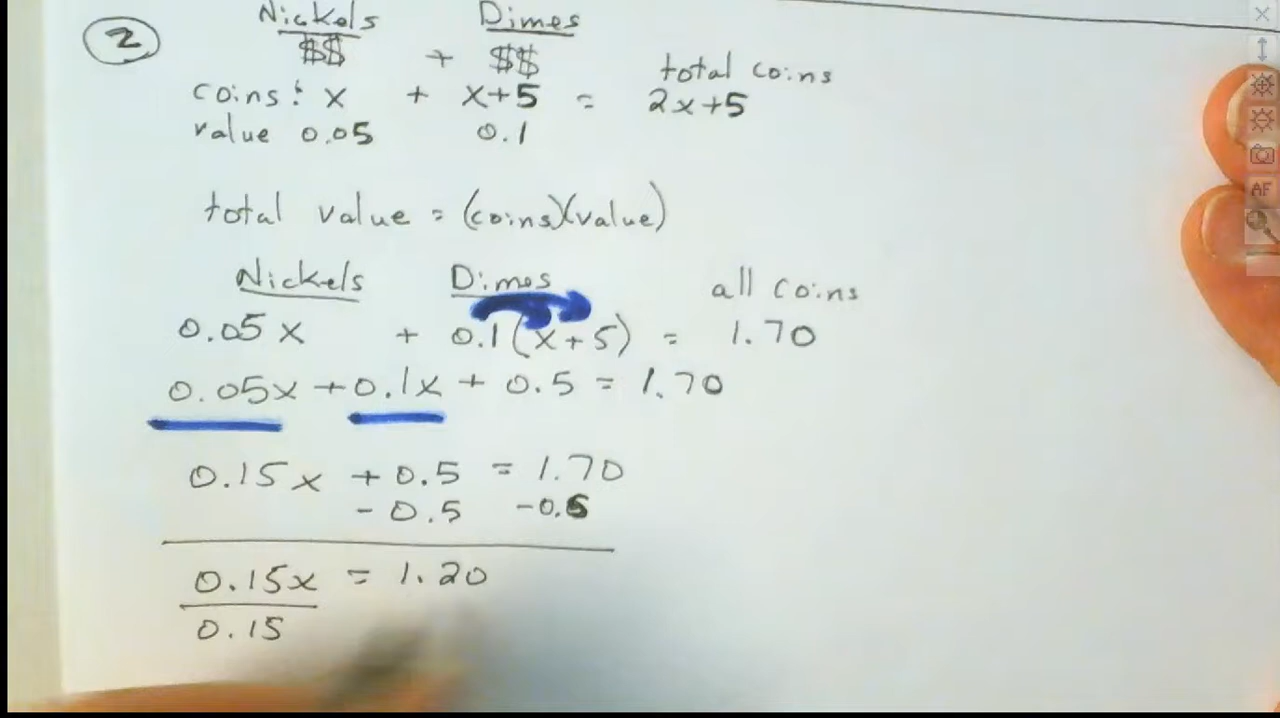 ② Nickels Dimes
$$ + $$ total coins
coins: x + x+5 = 2x+5
value 0.05 0.1
total value = (coins)(value)
Nickels Dimes all coins
0.05x + 0.1(x+5) = 1.70
0.05x + 0.1x + 0.5 = 1.70
0.15x + 0.5 = 1.70
- 0.5 -0.5
0.15x = 1.20
0.15
AF